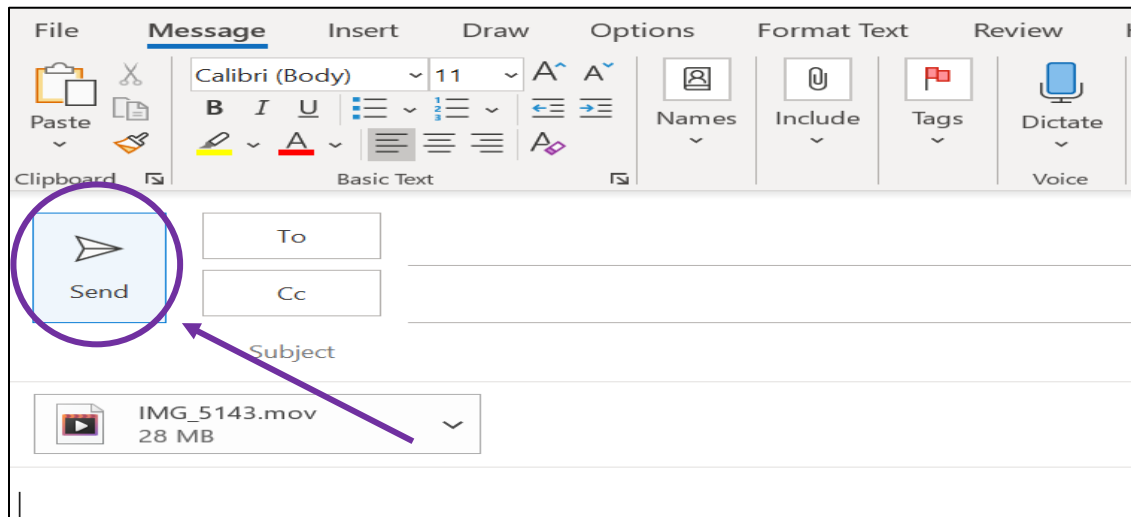 File Message Insert Draw Options Format Text Review
Calibri (Body) 11 A A
B I U
Paste
A
Names Include Tags Dictate
Clipboard Basic Text Voice
To
Send
Cc
Subject
IMG_5143.mov
28 MB